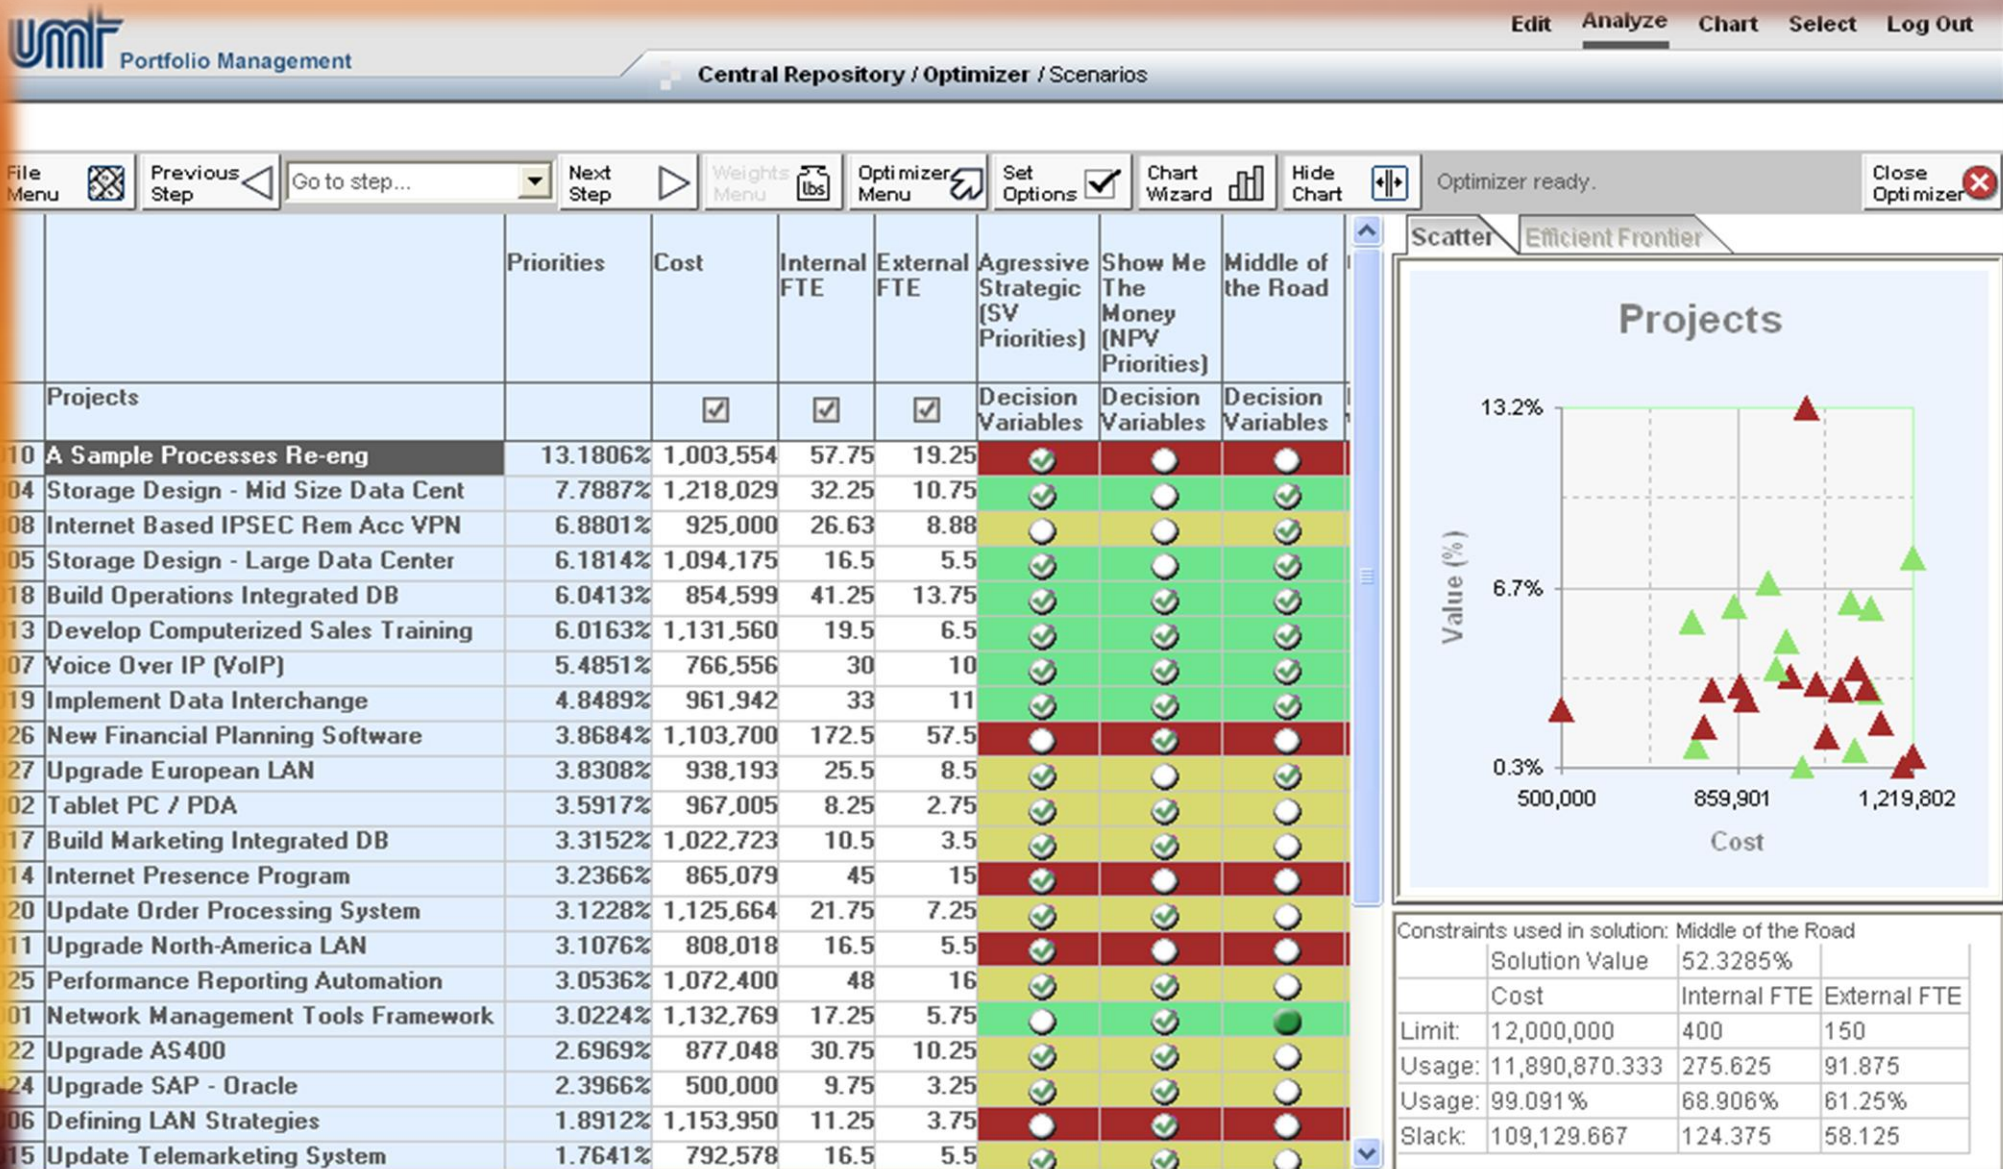 umt
Portfolio Management
Edit Analyze Chart Select Log Out
Central Repository / Optimizer / Scenarios
File Menu
Previous Step
Go to step...
Next Step
Weights Menu
lbs
Optimizer Menu
Set Options
Chart Wizard
Hide Chart
Optimizer ready.
Close Optimizer
Priorities
Cost
Internal FTE
External FTE
Agressive Strategic (SV Priorities)
Show Me The Money (NPV Priorities)
Middle of the Road
Projects
Decision Variables
Decision Variables
Decision Variables
10 A Sample Processes Re-eng 13.1806% 1,003,554 57.75 19.25
04 Storage Design - Mid Size Data Cent 7.7887% 1,218,029 32.25 10.75
08 Internet Based IPSEC Rem Acc VPN 6.8801% 925,000 26.63 8.88
05 Storage Design - Large Data Center 6.1814% 1,094,175 16.5 5.5
18 Build Operations Integrated DB 6.0413% 854,599 41.25 13.75
13 Develop Computerized Sales Training 6.0163% 1,131,560 19.5 6.5
07 Voice Over IP (VoIP) 5.4851% 766,556 30 10
19 Implement Data Interchange 4.8489% 961,942 33 11
26 New Financial Planning Software 3.8684% 1,103,700 172.5 57.5
27 Upgrade European LAN 3.8308% 938,193 25.5 8.5
02 Tablet PC / PDA 3.5917% 967,005 8.25 2.75
17 Build Marketing Integrated DB 3.3152% 1,022,723 10.5 3.5
14 Internet Presence Program 3.2366% 865,079 45 15
20 Update Order Processing System 3.1228% 1,125,664 21.75 7.25
11 Upgrade North-America LAN 3.1076% 808,018 16.5 5.5
25 Performance Reporting Automation 3.0536% 1,072,400 48 16
01 Network Management Tools Framework 3.0224% 1,132,769 17.25 5.75
22 Upgrade AS400 2.6969% 877,048 30.75 10.25
24 Upgrade SAP - Oracle 2.3966% 500,000 9.75 3.25
06 Defining LAN Strategies 1.8912% 1,153,950 11.25 3.75
15 Update Telemarketing System 1.7641% 792,578 16.5 5.5
Scatter
Efficient Frontier
Projects
13.2%
6.7%
0.3%
Value (%)
500,000 859,901 1,219,802
Cost
Constraints used in solution: Middle of the Road
Solution Value 52.3285%
Cost Internal FTE External FTE
Limit: 12,000,000 400 150
Usage: 11,890,870.333 275.625 91.875
Usage: 99.091% 68.906% 61.25%
Slack: 109,129.667 124.375 58.125